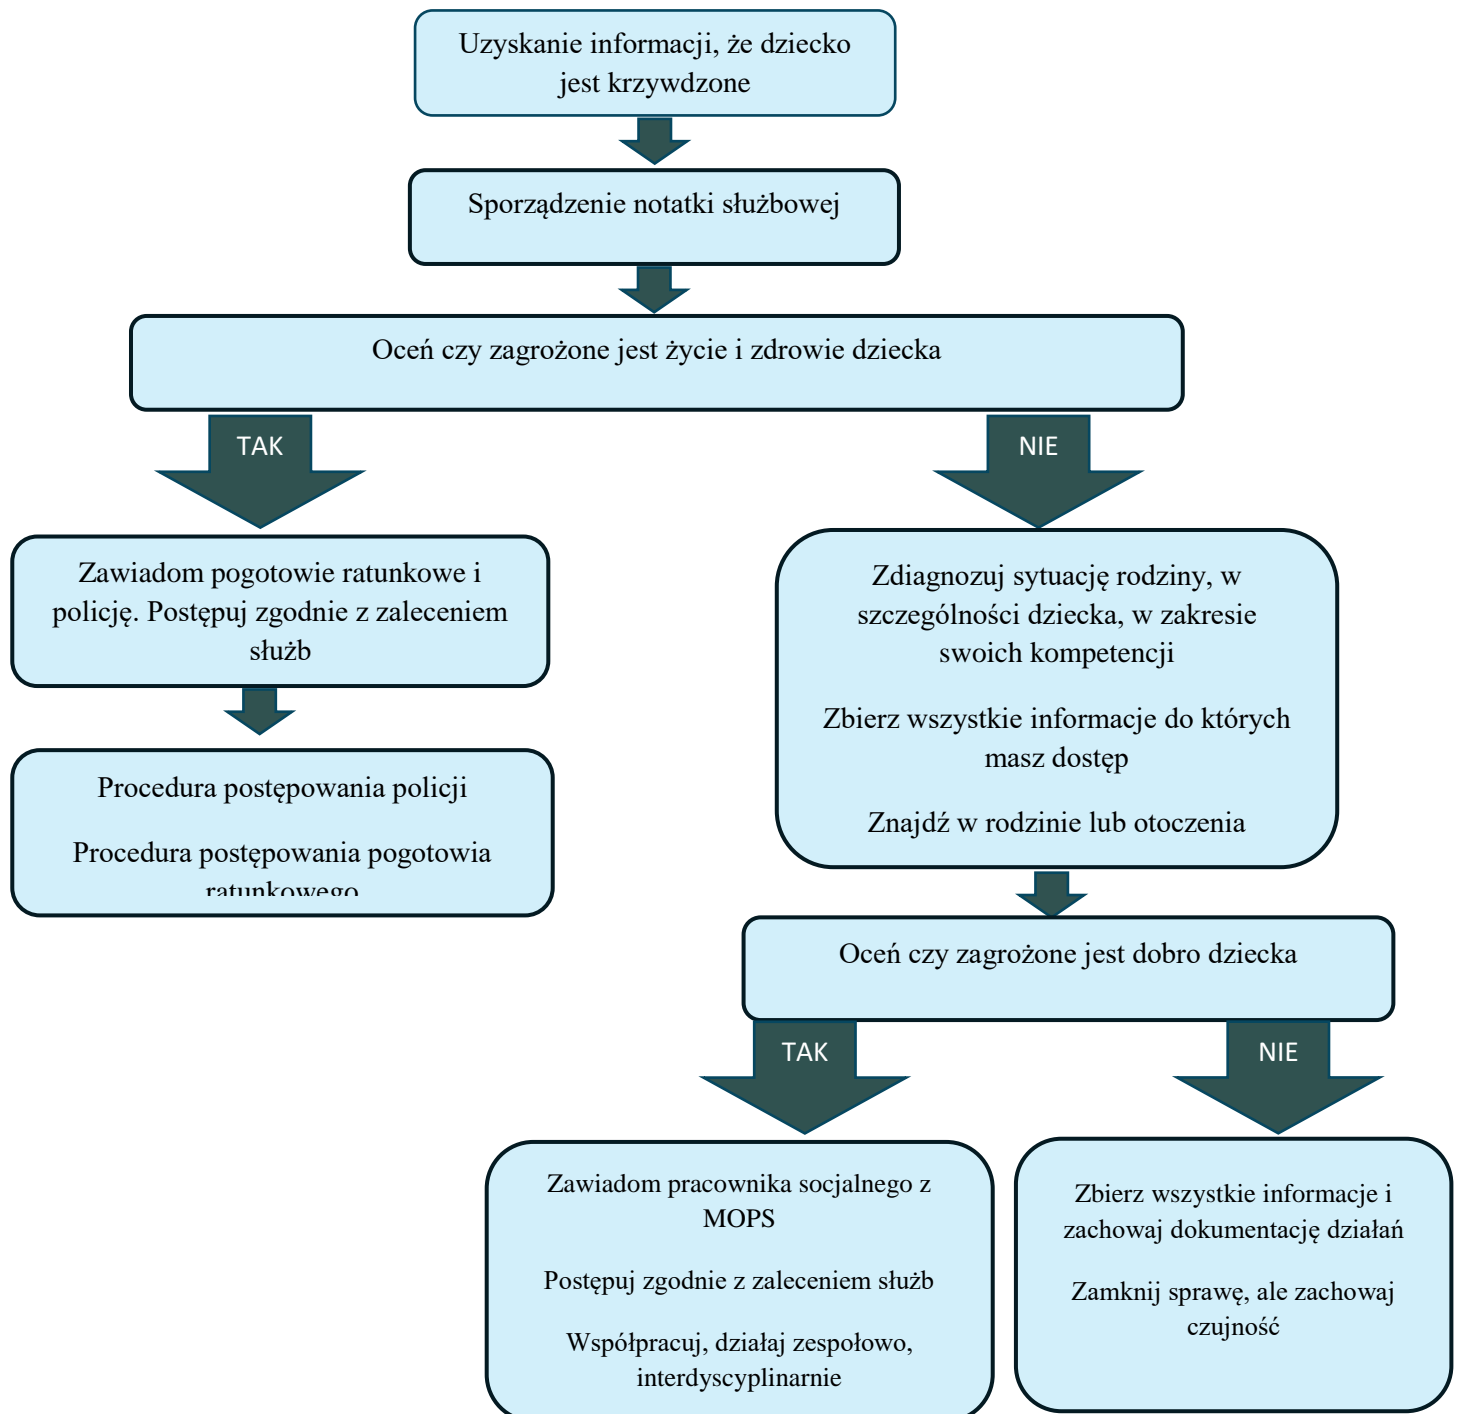 Uzyskanie informacji, że dziecko
jest krzywdzone
Sporządzenie notatki służbowej
Oceń czy zagrożone jest życie i zdrowie dziecka
TAK
NIE
Zawiadom pogotowie ratunkowe i
policję. Postępuj zgodnie z zaleceniem
służb
Procedura postępowania policji
Procedura postępowania pogotowia
ratunkowego
Zdiagnozuj sytuację rodziny, w
szczególności dziecka, w zakresie
swoich kompetencji
Zbierz wszystkie informacje do których
masz dostęp
Znajdź w rodzinie lub otoczenia
Oceń czy zagrożone jest dobro dziecka
TAK
NIE
Zawiadom pracownika socjalnego z
MOPS
Postępuj zgodnie z zaleceniem służb
Współpracuj, działaj zespołowo,
interdyscyplinarnie
Zbierz wszystkie informacje i
zachowaj dokumentację działań
Zamknij sprawę, ale zachowaj
czujność